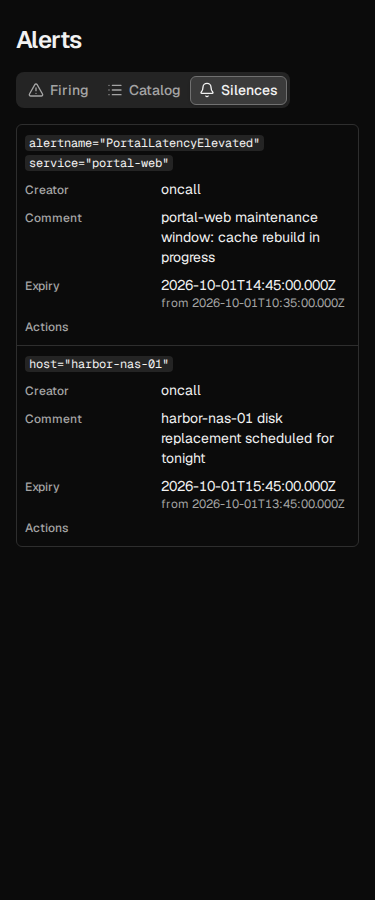 Alerts
Firing Catalog Silences
alertname="PortalLatencyElevated"
service="portal-web"
Creator oncall
Comment portal-web maintenance
window: cache rebuild in
progress
Expiry 2026-10-01T14:45:00.000Z
from 2026-10-01T10:35:00.000Z
Actions
host="harbor-nas-01"
Creator oncall
Comment harbor-nas-01 disk
replacement scheduled for
tonight
Expiry 2026-10-01T15:45:00.000Z
from 2026-10-01T13:45:00.000Z
Actions